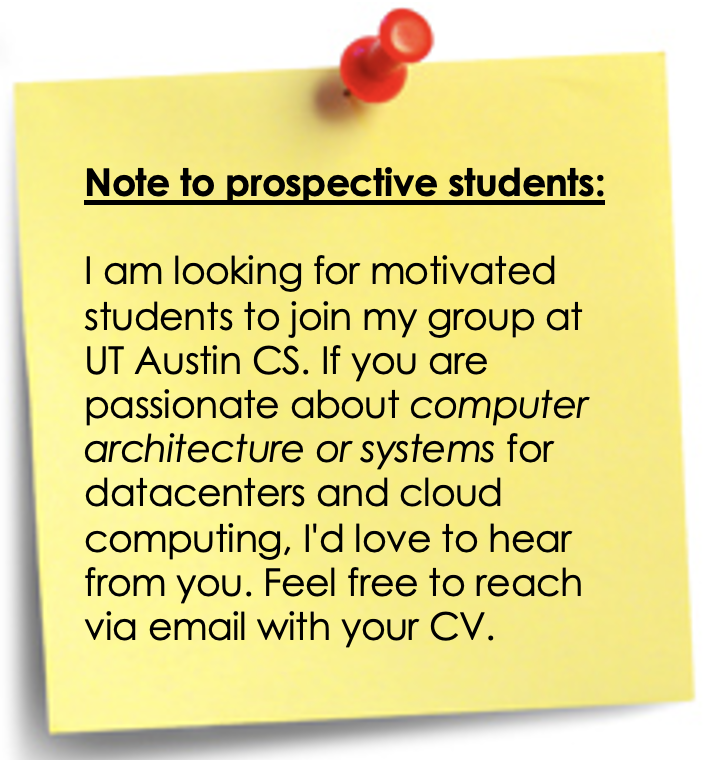 Note to prospective students:
I am looking for motivated
students to join my group at
UT Austin CS. If you are
passionate about computer
architecture or systems for
datacenters and cloud
computing, I'd love to hear
from you. Feel free to reach
via email with your CV.